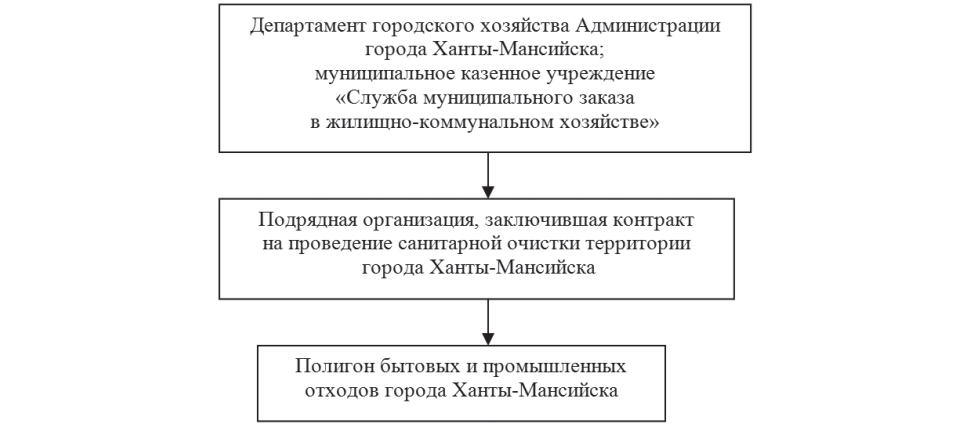 Департамент городского хозяйства Администрации
города Ханты-Мансийска;
муниципальное казенное учреждение
«Служба муниципального заказа
в жилищно-коммунальном хозяйстве»
Подрядная организация, заключившая контракт
на проведение санитарной очистки территории
города Ханты-Мансийска
Полигон бытовых и промышленных
отходов города Ханты-Мансийска